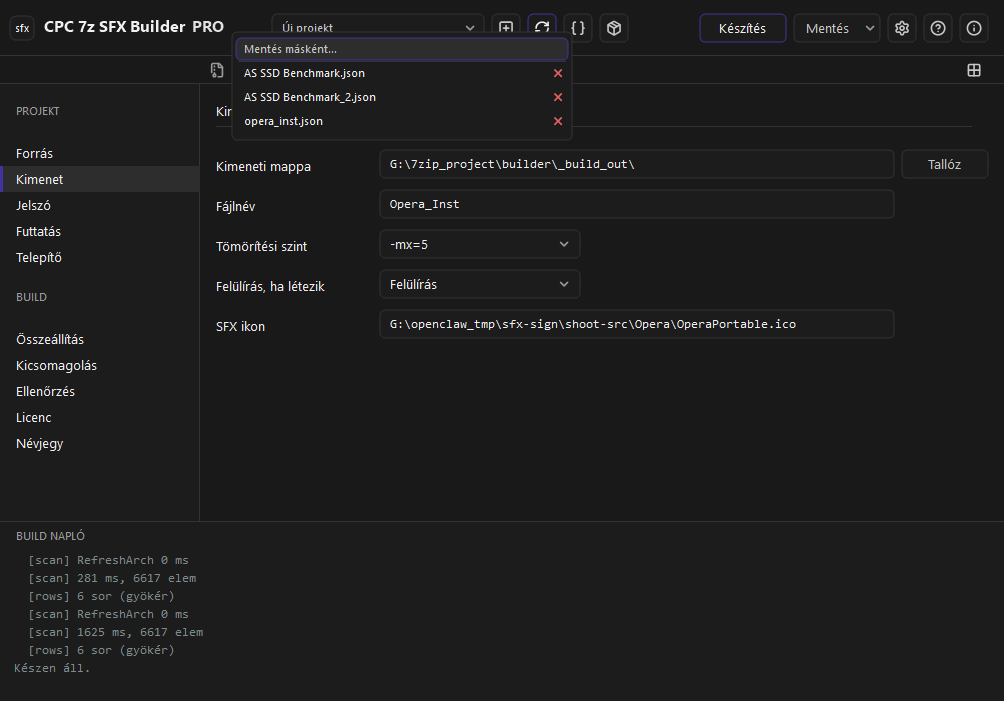 sfx CPC 7z SFX Builder PRO
Új projekt
{ }
Készítés
Mentés
Mentés másként...
AS SSD Benchmark.json
AS SSD Benchmark_2.json
opera_inst.json
PROJEKT
Forrás
Kimenet
Jelszó
Futtatás
Telepítő
BUILD
Összeállítás
Kicsomagolás
Ellenőrzés
Licenc
Névjegy
Kimeneti mappa
G:\7zip_project\builder\_build_out\
Tallóz
Fájlnév
Opera_Inst
Tömörítési szint
-mx=5
Felülírás, ha létezik
Felülírás
SFX ikon
G:\openclaw_tmp\sfx-sign\shoot-src\Opera\OperaPortable.ico
BUILD NAPLÓ
[scan] RefreshArch 0 ms
[scan] 281 ms, 6617 elem
[rows] 6 sor (gyökér)
[scan] RefreshArch 0 ms
[scan] 1625 ms, 6617 elem
[rows] 6 sor (gyökér)
Készen áll.